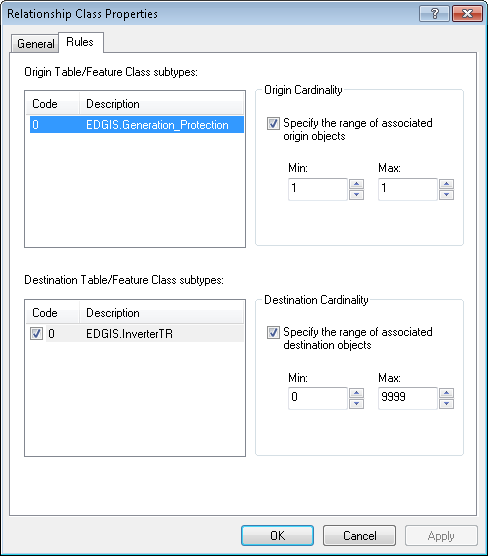 Relationship Class Properties
General Rules
Origin Table/Feature Class subtypes:
Code Description
0 EDGIS.Generation_Protection
Origin Cardinality
Specify the range of associated
origin objects
Min: Max:
1 1
Destination Table/Feature Class subtypes:
Code Description
0 EDGIS.InverterTR
Destination Cardinality
Specify the range of associated
destination objects
Min: Max:
0 9999
OK Cancel Apply